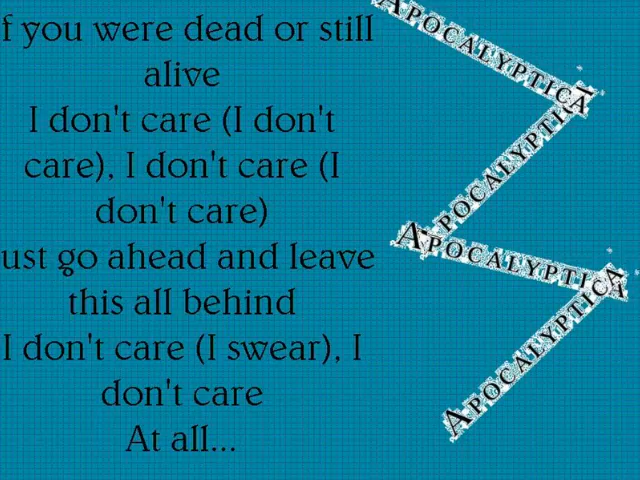 f you were dead or still
alive
I don't care (I don't
care), I don't care (I
don't care)
ust go ahead and leave
this all behind
I don't care (I swear), I
don't care
At all...
APOCALYPTICA
APOCALYPTICA
APOCALYPTICA
APOCALYPTICA